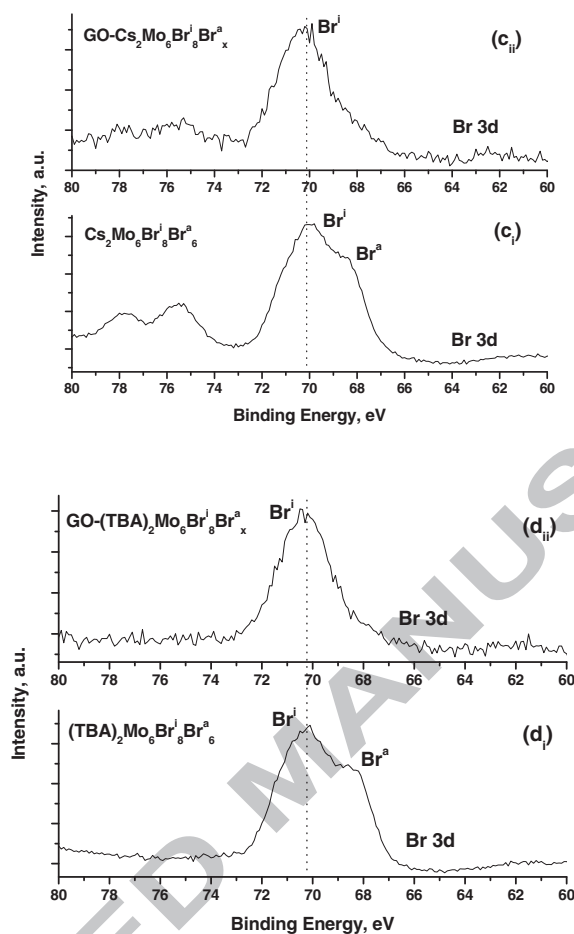 GO-Cs₂Mo₆Brⁱ₈Brᵃₓ
Brⁱ
(cᵢᵢ)
Br 3d
80 78 76 74 72 70 68 66 64 62 60
Intensity, a.u.
Cs₂Mo₆Brⁱ₈Brᵃ₆
Brⁱ
Brᵃ
(cᵢ)
Br 3d
80 78 76 74 72 70 68 66 64 62 60
Binding Energy, eV
GO-(TBA)₂Mo₆Brⁱ₈Brᵃₓ
Brⁱ
(dᵢᵢ)
Br 3d
80 78 76 74 72 70 68 66 64 62 60
Intensity, a.u.
(TBA)₂Mo₆Brⁱ₈Brᵃ₆
Brⁱ
Brᵃ
(dᵢ)
Br 3d
80 78 76 74 72 70 68 66 64 62 60
Binding Energy, eV
ED MANUS